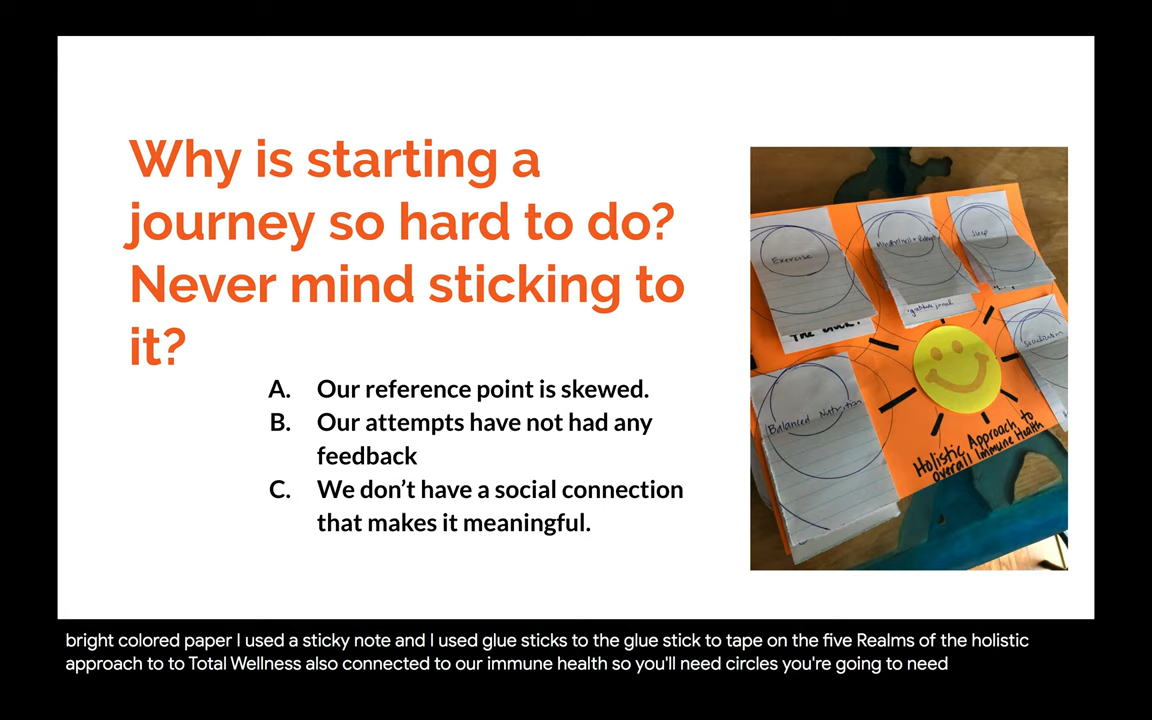 Why is starting a
journey so hard to do?
Never mind sticking to
it?
A. Our reference point is skewed.
B. Our attempts have not had any
feedback
C. We don't have a social connection
that makes it meaningful.
Exercise
Mindfulness +
Sleep
gratitude journal
Balanced Nutrition
Holistic Approach to
overall Immune Health
bright colored paper I used a sticky note and I used glue sticks to the glue stick to tape on the five Realms of the holistic
approach to to Total Wellness also connected to our immune health so you'll need circles you're going to need